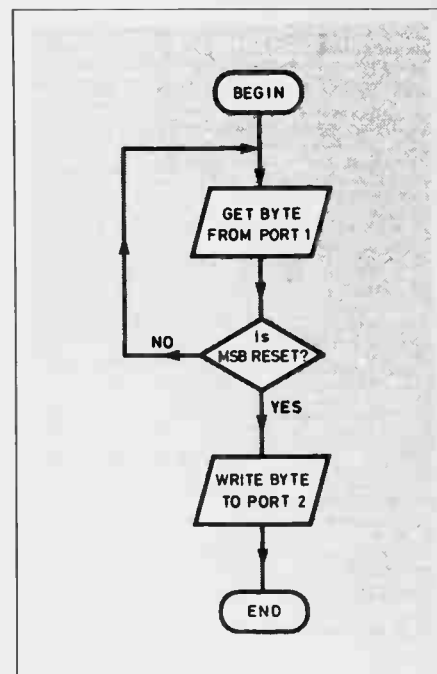 BEGIN
GET BYTE
FROM PORT 1
Is
MSB RESET?
NO
YES
WRITE BYTE
TO PORT 2
END